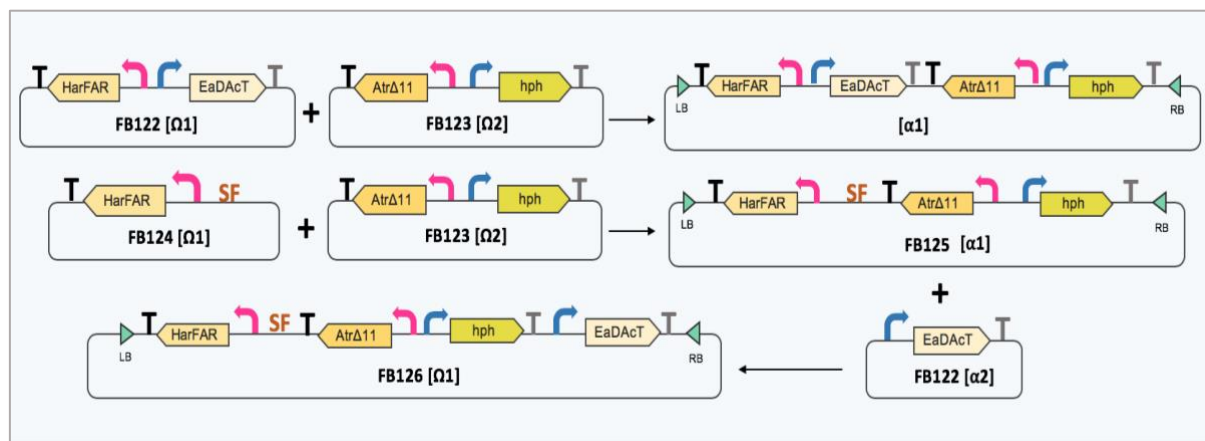 HarFAR EaDAcT
FB122 [Ω1]
+
AtrΔ11 hph
FB123 [Ω2]
HarFAR EaDAcT AtrΔ11 hph
LB RB
[α1]
SF
HarFAR
FB124 [Ω1]
+
AtrΔ11 hph
FB123 [Ω2]
SF
HarFAR AtrΔ11 hph
LB RB
FB125 [α1]
+
SF
HarFAR AtrΔ11 hph EaDAcT
LB RB
FB126 [Ω1]
EaDAcT
FB122 [α2]